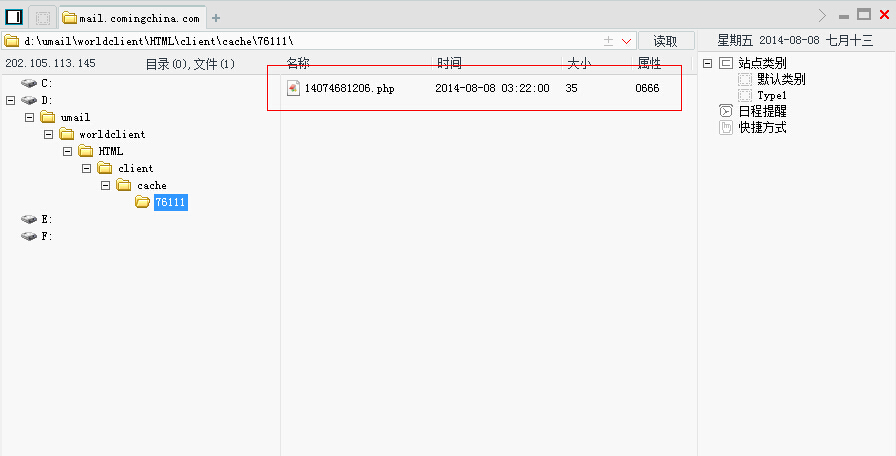 mail.comingchina.com
d:\umail\worldclient\HTML\client\cache\76111\
读取
星期五 2014-08-08 七月十三
202.105.113.145
目录(0),文件(1)
名称 时间 大小 属性
14074681206.php 2014-08-08 03:22:00 35 0666
C:
D:
umail
worldclient
HTML
client
cache
76111
E:
F:
站点类别
默认类别
Type1
日程提醒
快捷方式